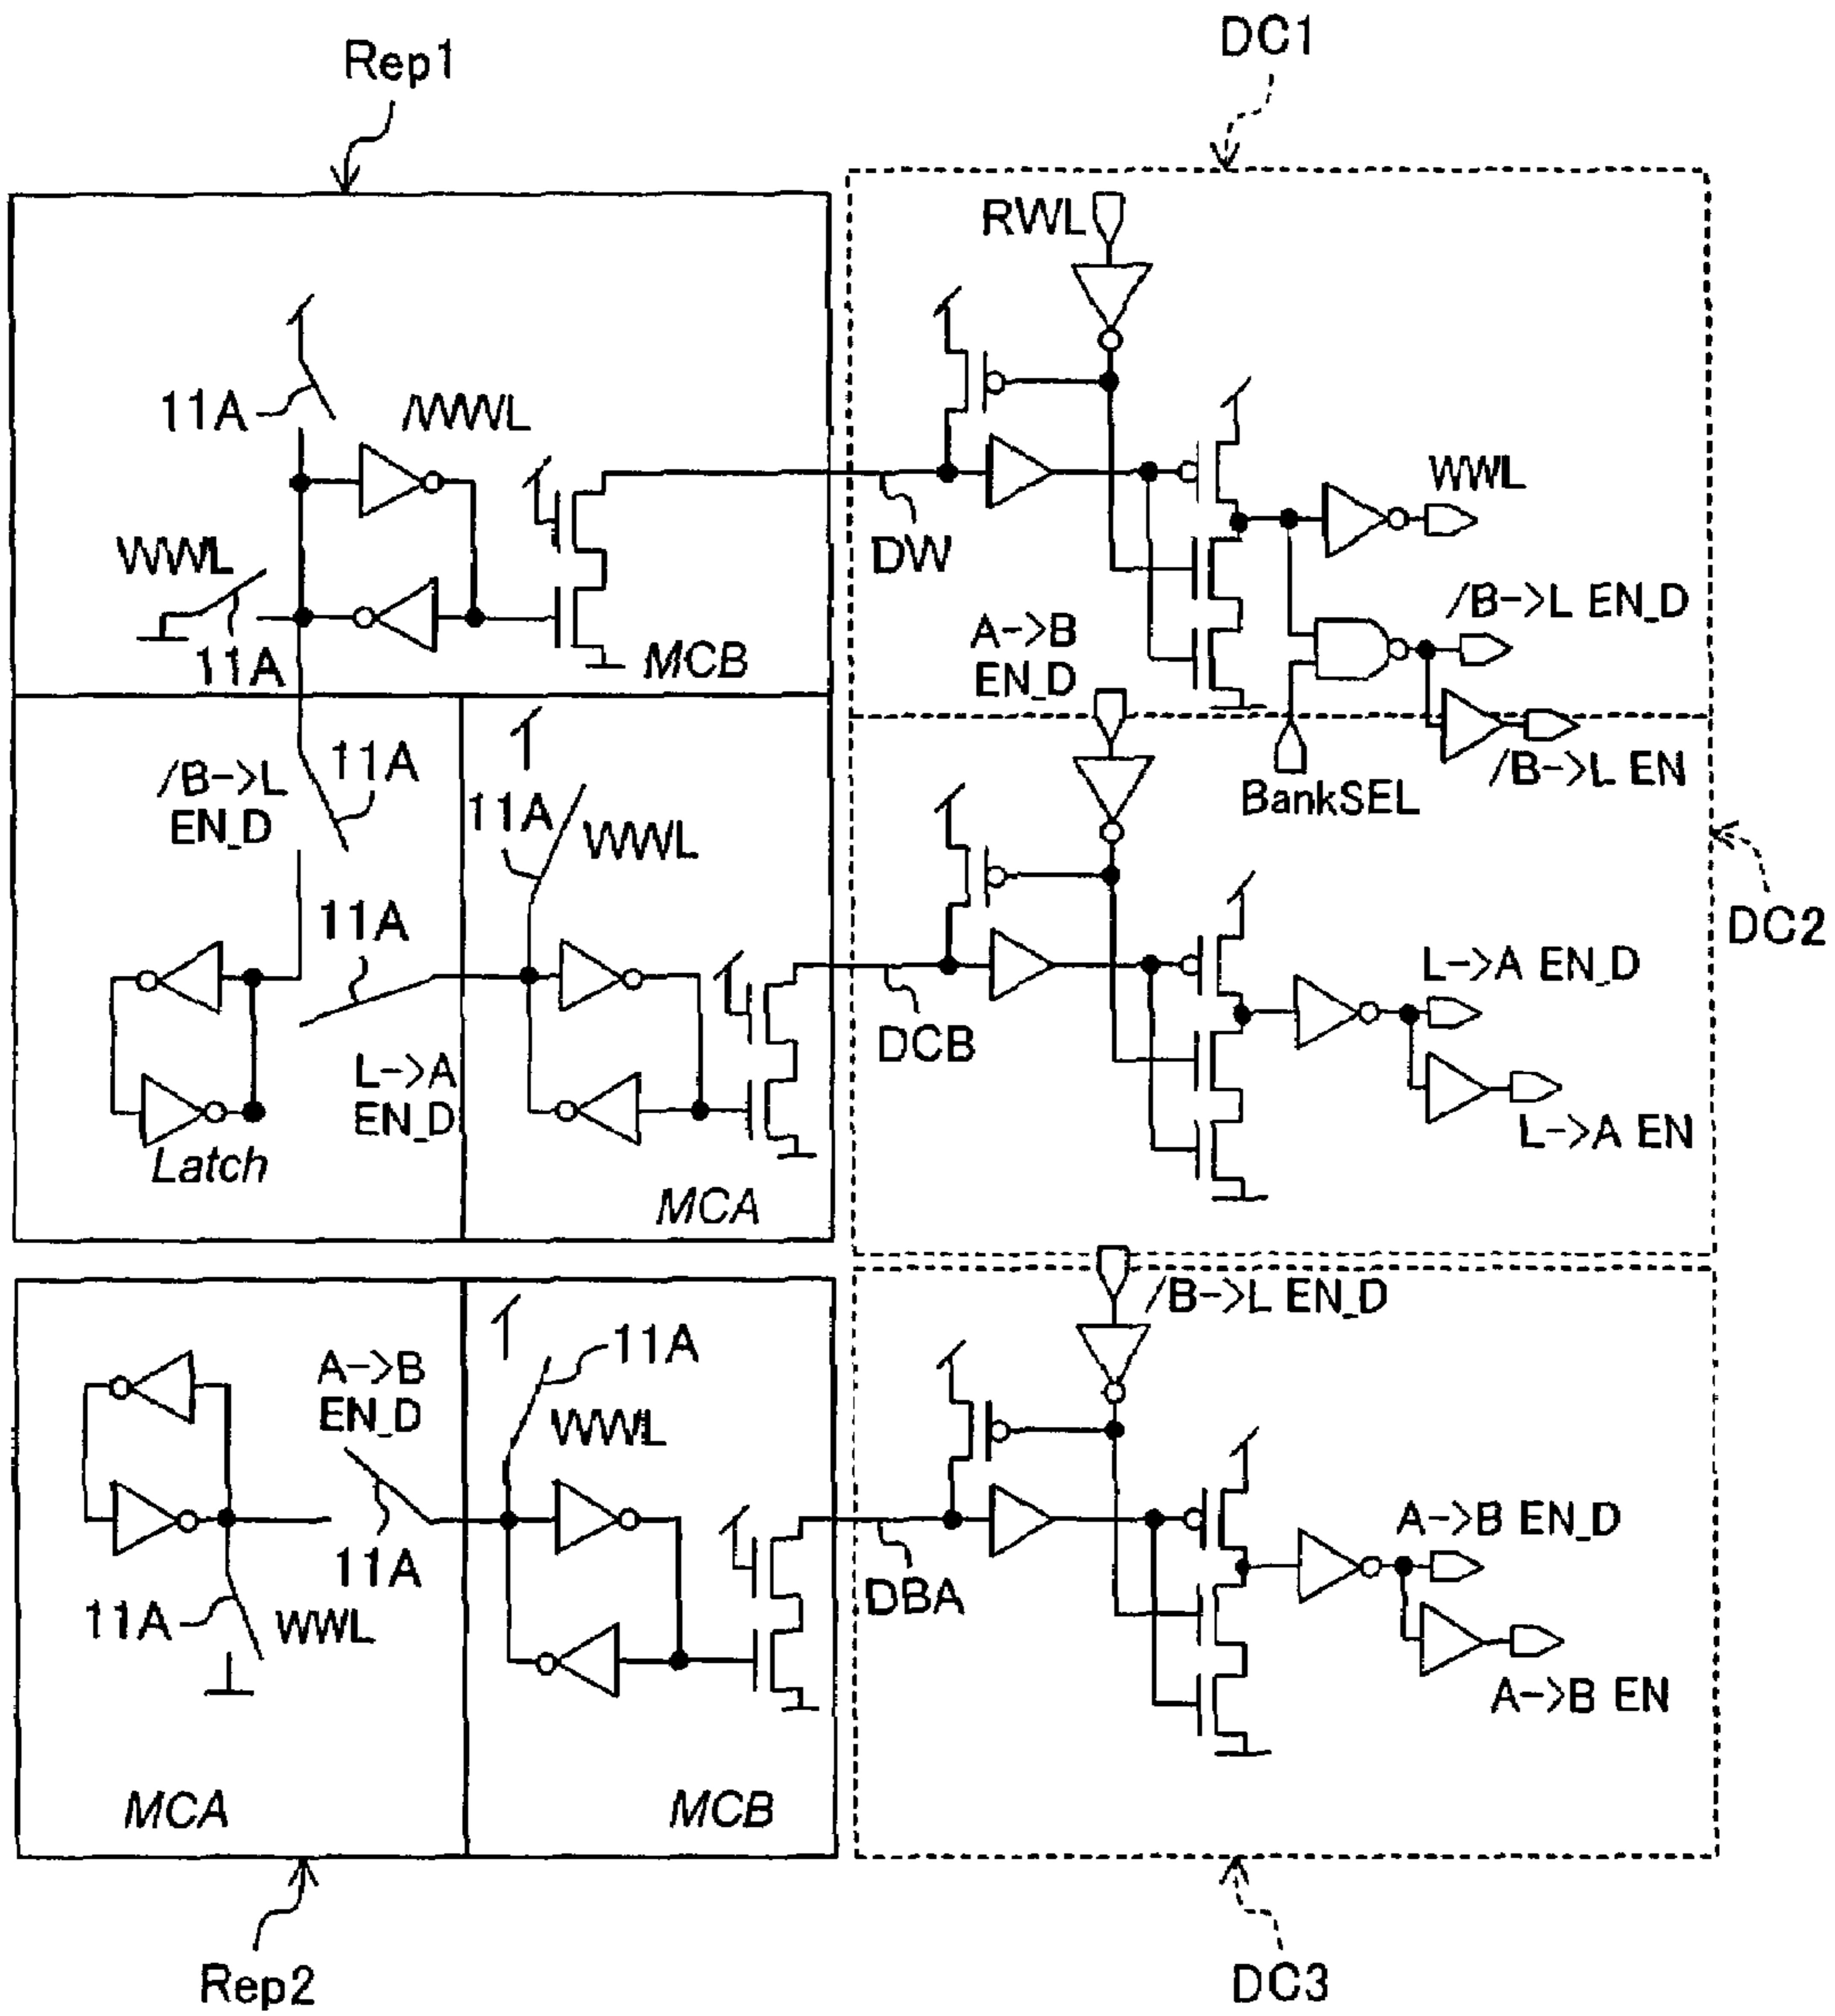 DC1
Rep1
RWL
11A
/WWL
WWL
WWL
DW
/B->L EN_D
11A
MCB
A->B
EN_D
/B->L EN
BankSEL
/B->L
EN_D
11A
11A
WWL
DC2
11A
L->A EN_D
DCB
L->A
EN_D
L->A EN
Latch
MCA
/B->L EN_D
A->B
EN_D
11A
WWL
A->B EN_D
11A
DBA
11A
WWL
A->B EN
MCA
MCB
Rep2
DC3